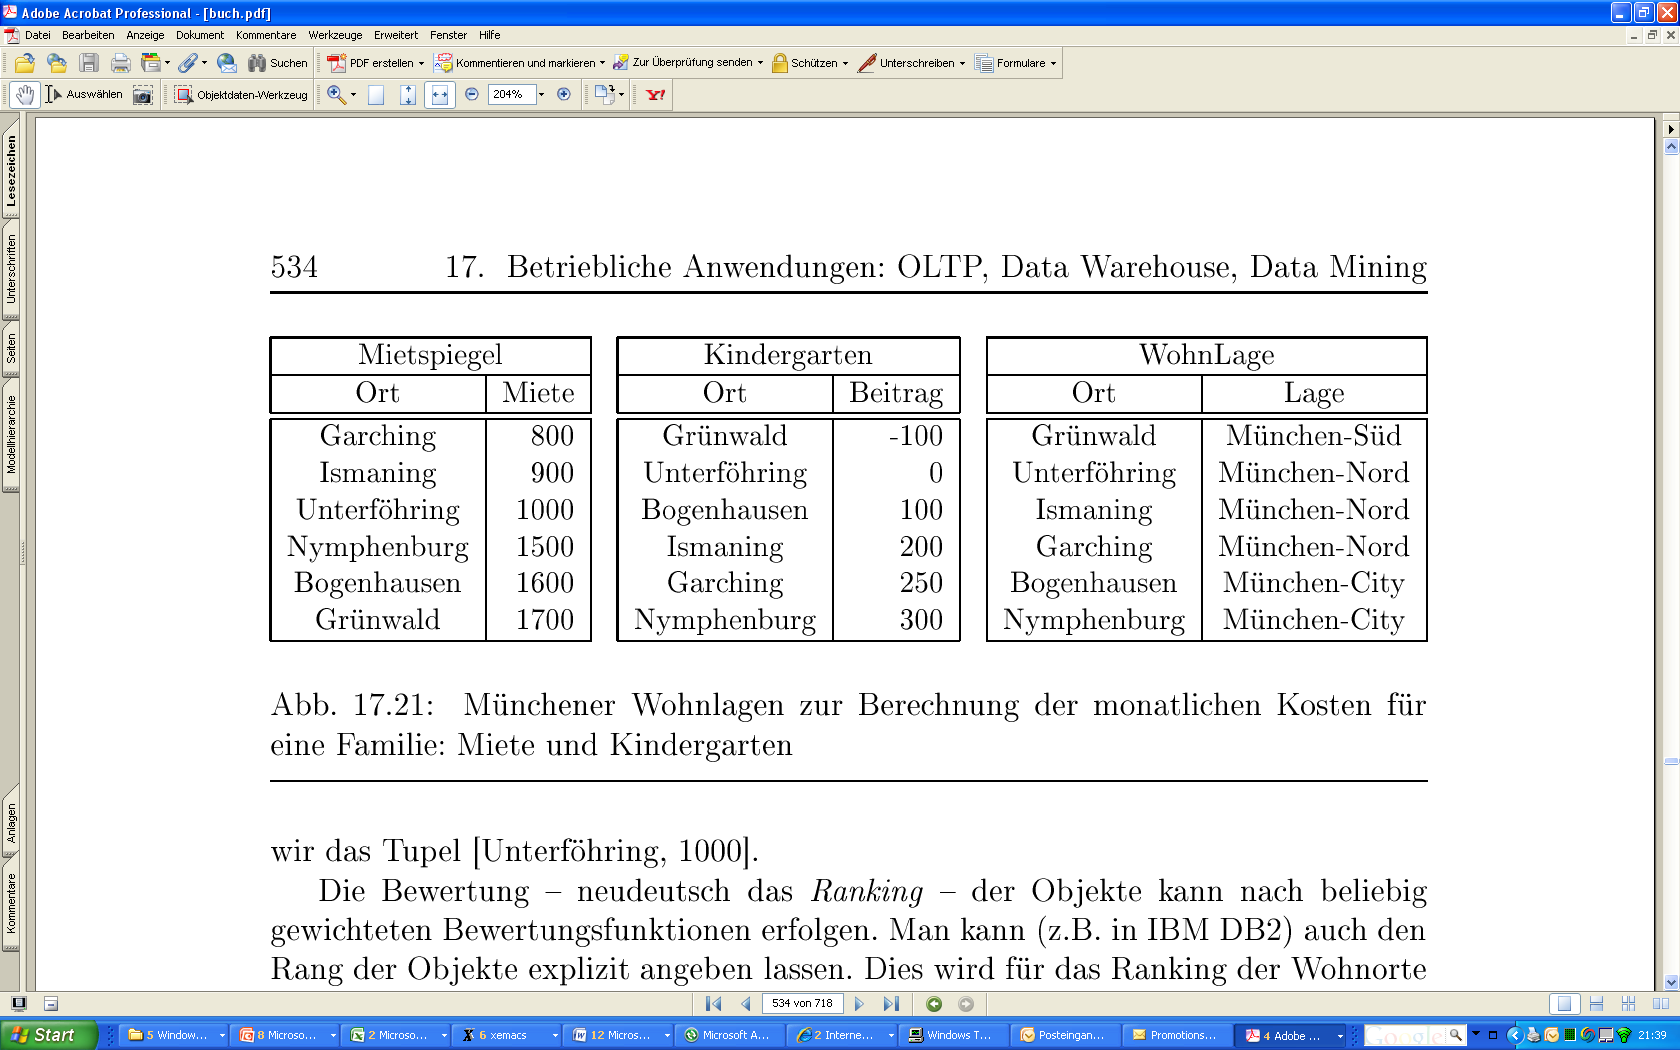 Adobe Acrobat Professional - [buch.pdf]
Datei Bearbeiten Anzeige Dokument Kommentare Werkzeuge Erweitert Fenster Hilfe
Suchen PDF erstellen Kommentieren und markieren Zur Überprüfung senden Schützen Unterschreiben Formulare
Auswählen Objektdaten-Werkzeug 204% Y!
Lesezeichen
Unterschriften
Seiten
Modellhierarchie
Anlagen
Kommentare
534 17. Betriebliche Anwendungen: OLTP, Data Warehouse, Data Mining
Mietspiegel
Ort Miete
Garching 800
Ismaning 900
Unterföhring 1000
Nymphenburg 1500
Bogenhausen 1600
Grünwald 1700
Kindergarten
Ort Beitrag
Grünwald -100
Unterföhring 0
Bogenhausen 100
Ismaning 200
Garching 250
Nymphenburg 300
WohnLage
Ort Lage
Grünwald München-Süd
Unterföhring München-Nord
Ismaning München-Nord
Garching München-Nord
Bogenhausen München-City
Nymphenburg München-City
Abb. 17.21: Münchener Wohnlagen zur Berechnung der monatlichen Kosten für
eine Familie: Miete und Kindergarten
wir das Tupel [Unterföhring, 1000].
Die Bewertung – neudeutsch das Ranking – der Objekte kann nach beliebig
gewichteten Bewertungsfunktionen erfolgen. Man kann (z.B. in IBM DB2) auch den
Rang der Objekte explizit angeben lassen. Dies wird für das Ranking der Wohnorte
534 von 718
Start 5 Window... 8 Microso... 2 Microso... 6 xemacs 12 Micros... Microsoft A... 2 Interne... Windows T... Posteingan... Promotions... 4 Adobe ... Google 21:39